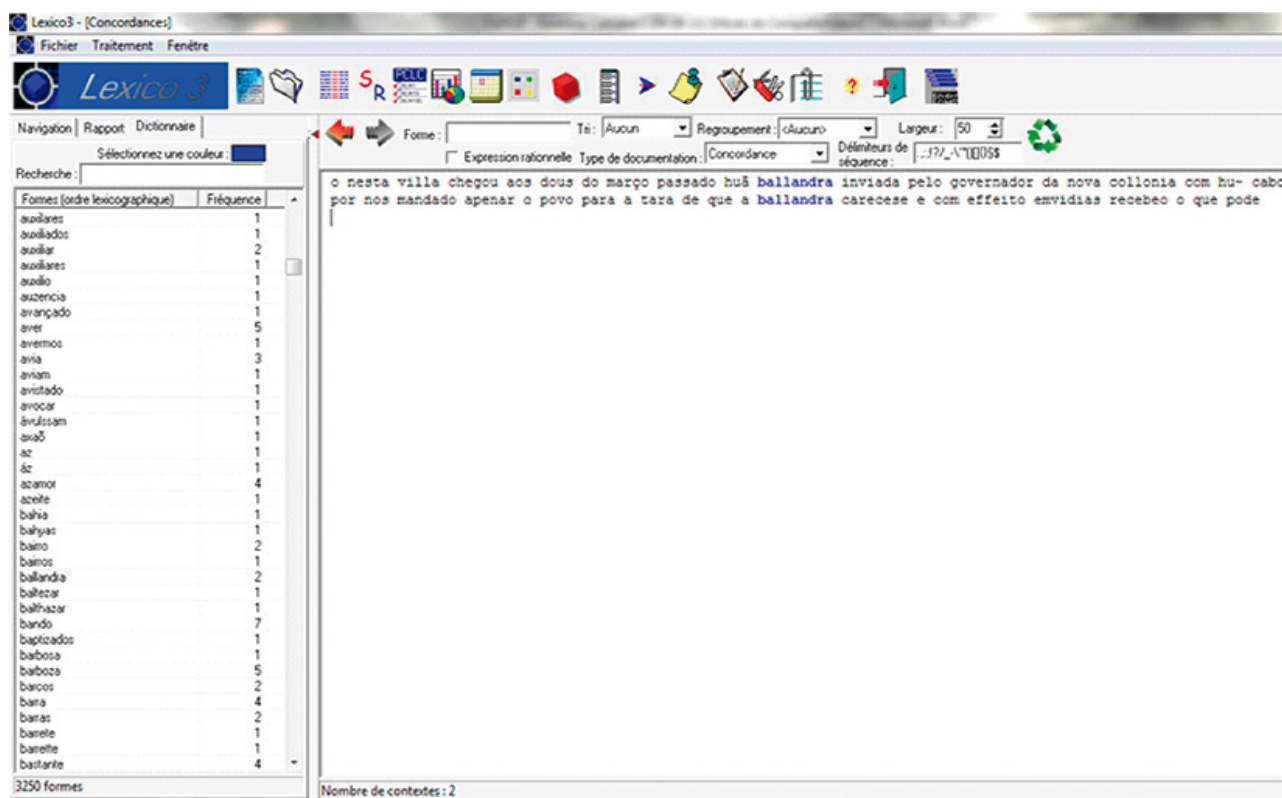 Lexico3 - [Concordances]
Fichier Traitement Fenêtre
Lexico 3
Navigation Rapport Dictionnaire
Sélectionnez une couleur :
Recherche :
Formes (ordre lexicographique) Fréquence
auxilares 1
auxiliados 1
auxiliar 2
auxiliares 1
auxilio 1
auzencia 1
avançado 1
aver 5
avermos 1
avia 3
aviam 1
avistado 1
avocar 1
ávulssam 1
axaõ 1
az 1
áz 1
azamor 4
azeite 1
bahia 1
bahyas 1
bairro 2
bairros 1
ballandra 2
baltezar 1
balthazar 1
bando 7
baptizados 1
barbosa 1
barboza 5
barcos 2
barra 4
barras 2
barrete 1
barrette 1
bastante 4
3250 formes
Forme : Tri : Aucun Regroupement : <Aucun> Largeur : 50
Expression rationnelle Type de documentation : Concordance Délimiteurs de séquence :
o nesta villa chegou aos dous do março passado huã ballandra inviada pelo governador da nova collonia com hu~ cabo
por nos mandado apenar o povo para a tara de que a ballandra carecese e com effeito emvidias recebeo o que pode
Nombre de contextes : 2